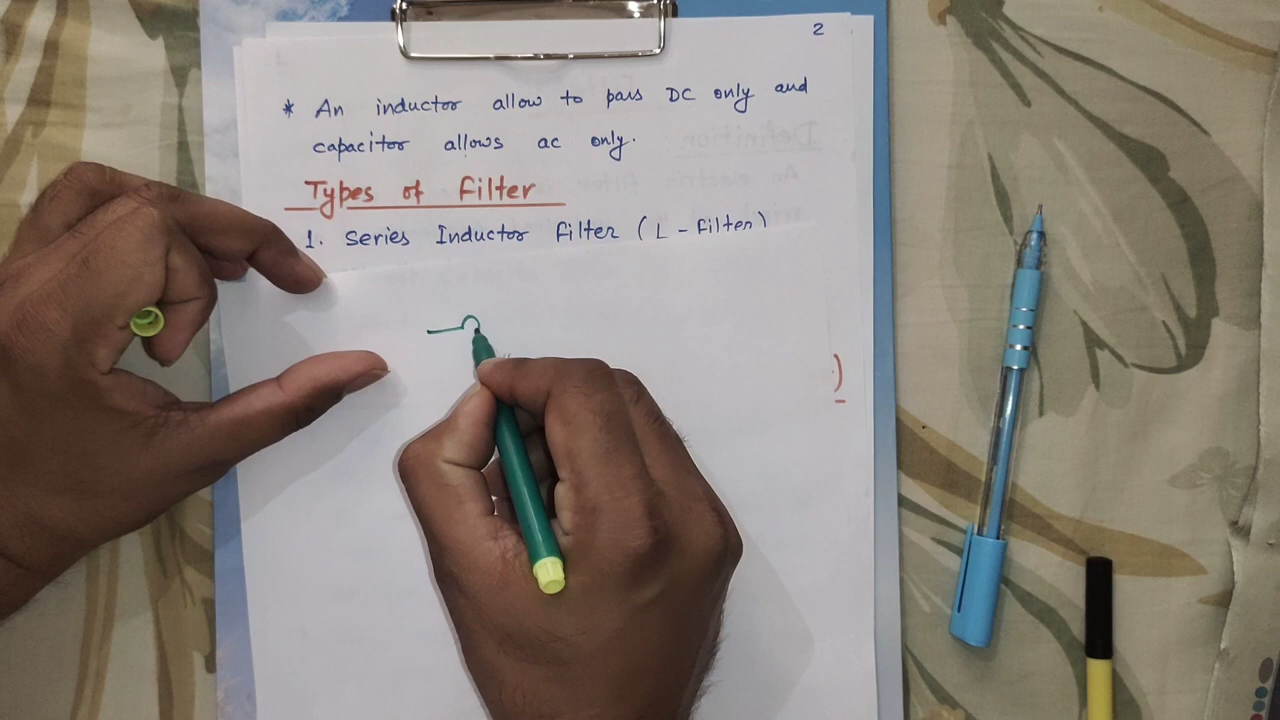 2
* An inductor allow to pass DC only and
capacitor allows ac only.
Types of Filter
1. Series Inductor Filter (L-Filter)
)